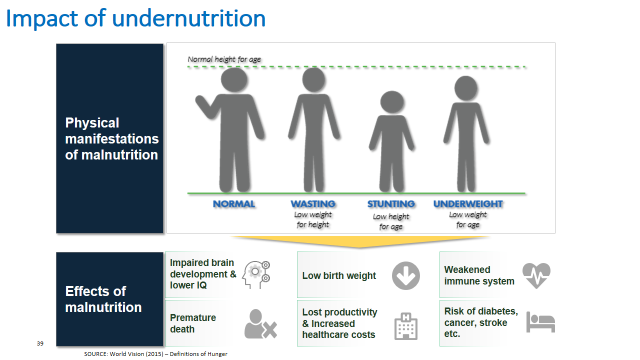 Impact of undernutrition
Physical
manifestations
of malnutrition
Normal height for age
NORMAL
WASTING
Low weight
for height
STUNTING
Low height
for age
UNDERWEIGHT
Low weight
for age
Effects of
malnutrition
Impaired brain
development &
lower IQ
Low birth weight
Weakened
immune system
Premature
death
Lost productivity
& Increased
healthcare costs
Risk of diabetes,
cancer, stroke
etc.
39
SOURCE: World Vision (2015) – Definitions of Hunger